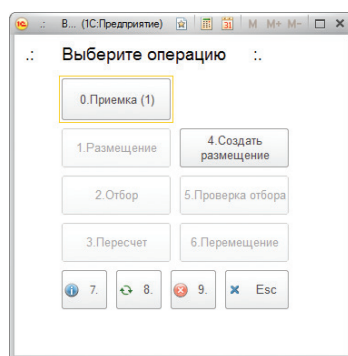 .: В... (1С:Предприятие) M M+ M-
.: Выберите операцию :.
0.Приемка (1)
1.Размещение
4.Создать
размещение
2.Отбор
5.Проверка отбора
3.Пересчет
6.Перемещение
7. 8. 9. Esc